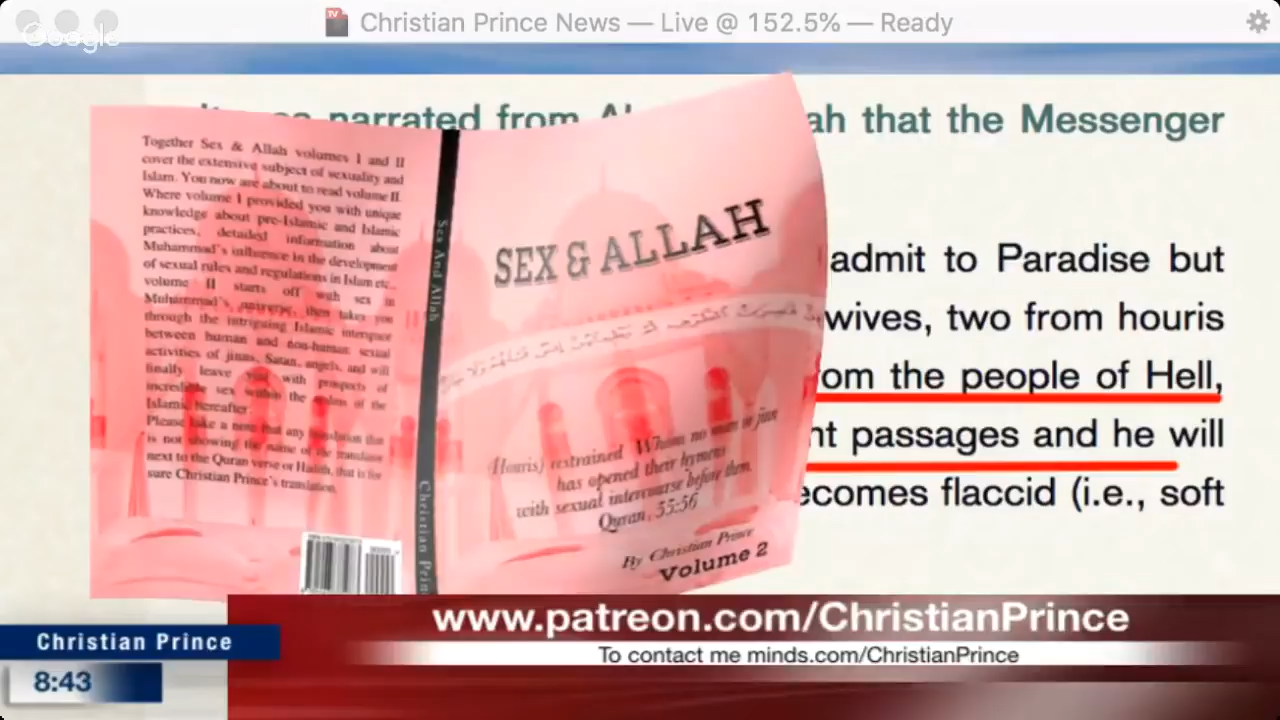 Christian Prince News — Live @ 152.5% — Ready
TV
Google
narrated from
ah that the Messenger
admit to Paradise but
wives, two from houris
om the people of Hell,
nt passages and he will
ecomes flaccid (i.e., soft
Together Sex & Allah volumes I and II
cover the extensive subject of sexuality and
Islam. You now are about to read volume II.
Where volume I provided you with unique
knowledge about pre-Islamic and Islamic
practices, detailed information about
Muhammad's influence in the development
of sexual rules and regulations in Islam etc.,
volume II starts off with sex in
Muhammad's universe, then takes you
through the intriguing Islamic intercourse
between human and non-human sexual
activities of jinns, Satan, angels, and will
finally leave you with prospects of
incredible sex within the realms of the
Islamic hereafter.
Please take a note that any translation that
is not showing the name of the translator
next to the Quran verse or Hadith, that is for
sure Christian Prince's translation.
Sex And Allah
Christian Prin
SEX & ALLAH
(Houris) restrained Whom no man or jinn
has opened their hymens
with sexual intercourse before them.
Quran, 55:56
By Christian Prince
Volume 2
www.patreon.com/ChristianPrince
To contact me minds.com/ChristianPrince
Christian Prince
8:43